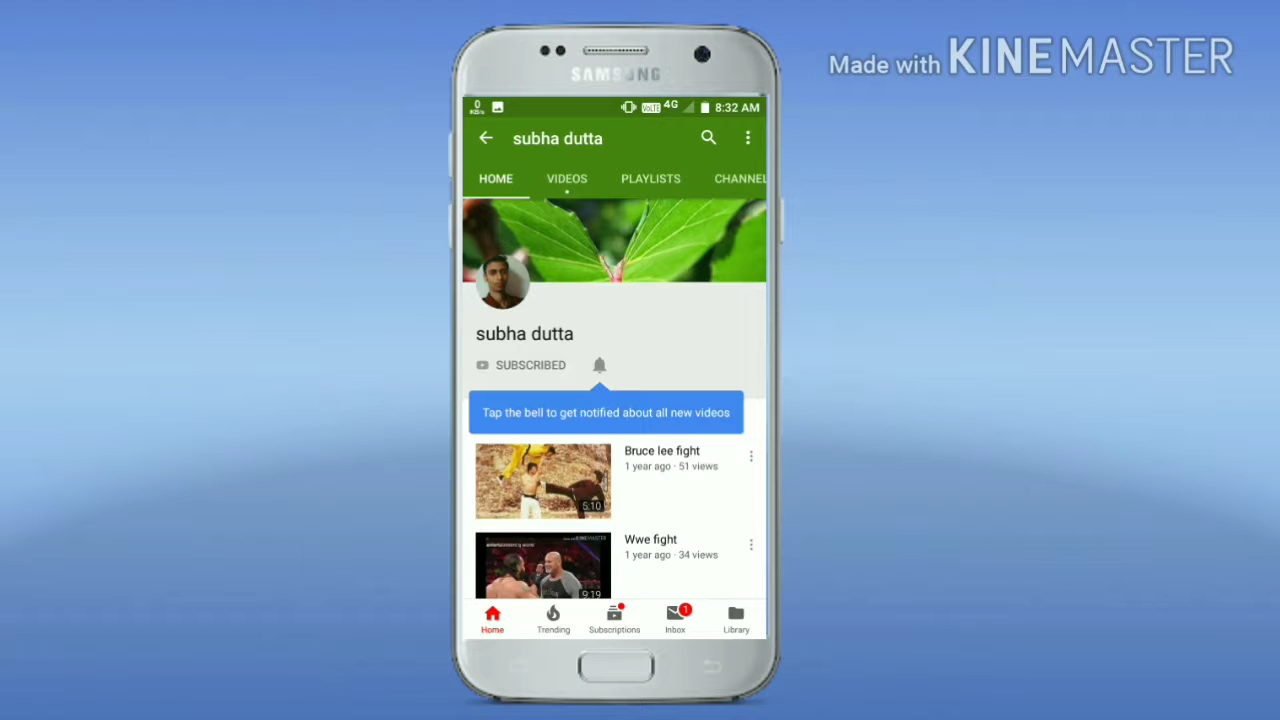 Made with KINEMASTER
SAMSUNG
0
VoLTE 4G 8:32 AM
subha dutta
HOME VIDEOS PLAYLISTS CHANNEL
subha dutta
SUBSCRIBED
Tap the bell to get notified about all new videos
Bruce lee fight
1 year ago · 51 views
5:10
Wwe fight
1 year ago · 34 views
9:19
Home Trending Subscriptions Inbox 1 Library